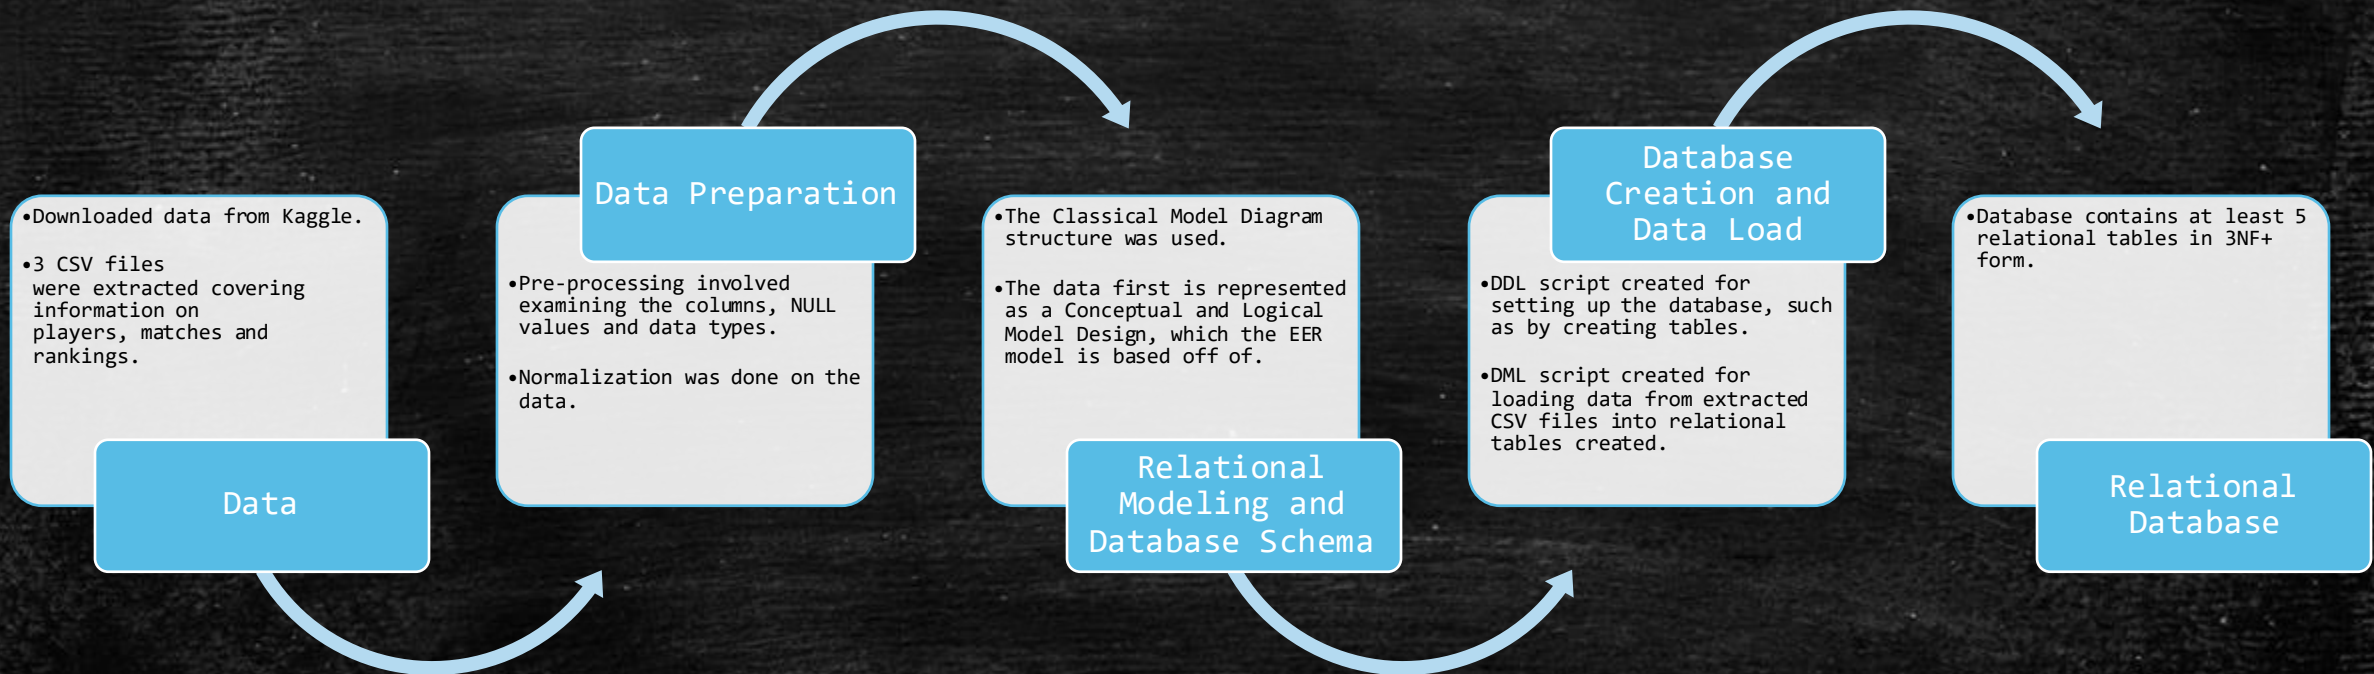 •Downloaded data from Kaggle.
•3 CSV files
were extracted covering
information on
players, matches and
rankings.
Data
Data Preparation
•Pre-processing involved
examining the columns, NULL
values and data types.
•Normalization was done on the
data.
•The Classical Model Diagram
structure was used.
•The data first is represented
as a Conceptual and Logical
Model Design, which the EER
model is based off of.
Relational
Modeling and
Database Schema
Database
Creation and
Data Load
•DDL script created for
setting up the database, such
as by creating tables.
•DML script created for
loading data from extracted
CSV files into relational
tables created.
•Database contains at least 5
relational tables in 3NF+
form.
Relational
Database